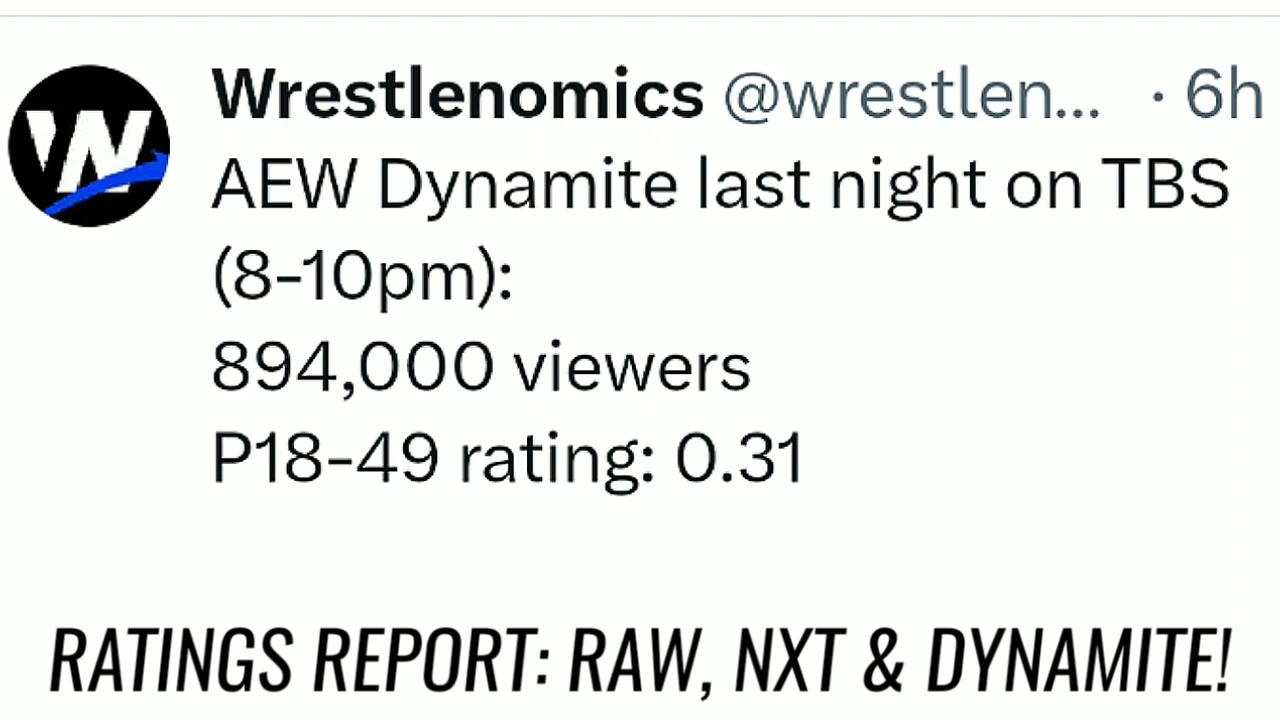 W
Wrestlenomics @wrestlen... · 6h
AEW Dynamite last night on TBS
(8-10pm):
894,000 viewers
P18-49 rating: 0.31
RATINGS REPORT: RAW, NXT & DYNAMITE!